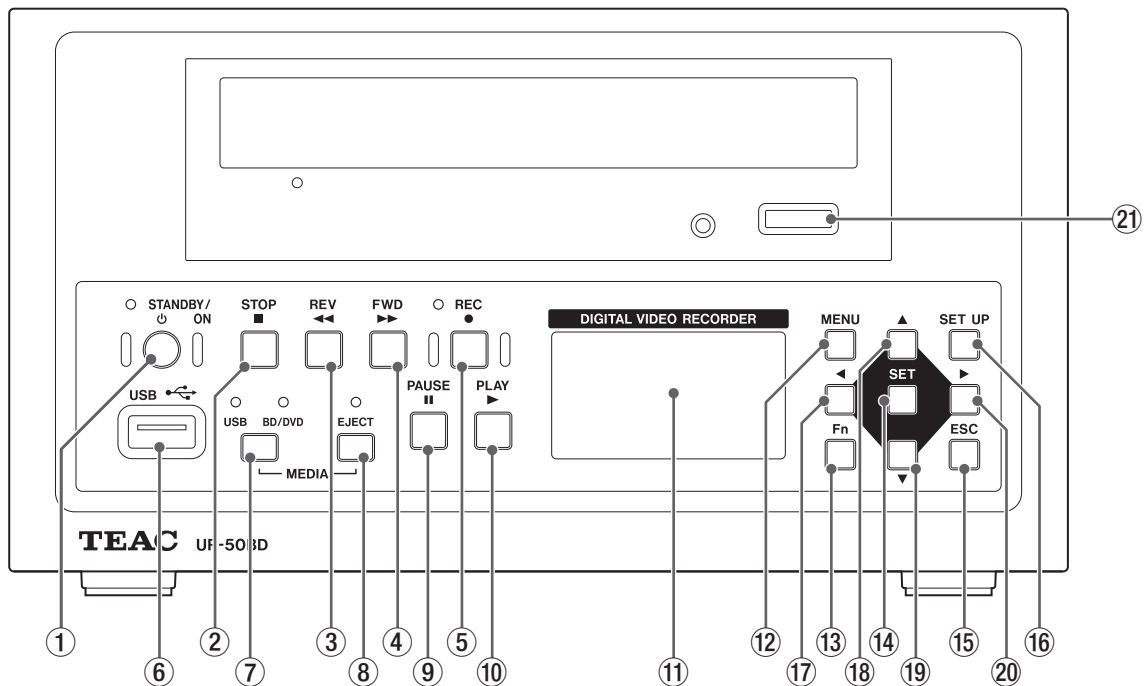 ㉑
STANDBY/ ON
STOP
REV
FWD
REC
DIGITAL VIDEO RECORDER
MENU
▲
SET UP
■
◀◀
▶▶
●
PAUSE
PLAY
▶
◀
SET
▶
USB
USB
BD/DVD
EJECT
MEDIA
Fn
ESC
▼
TEAC
①
②
③
④
⑤
⑫
⑬
⑭
⑮
⑯
⑥
⑦
⑧
⑨
⑩
⑪
⑰
⑱
⑲
⑳